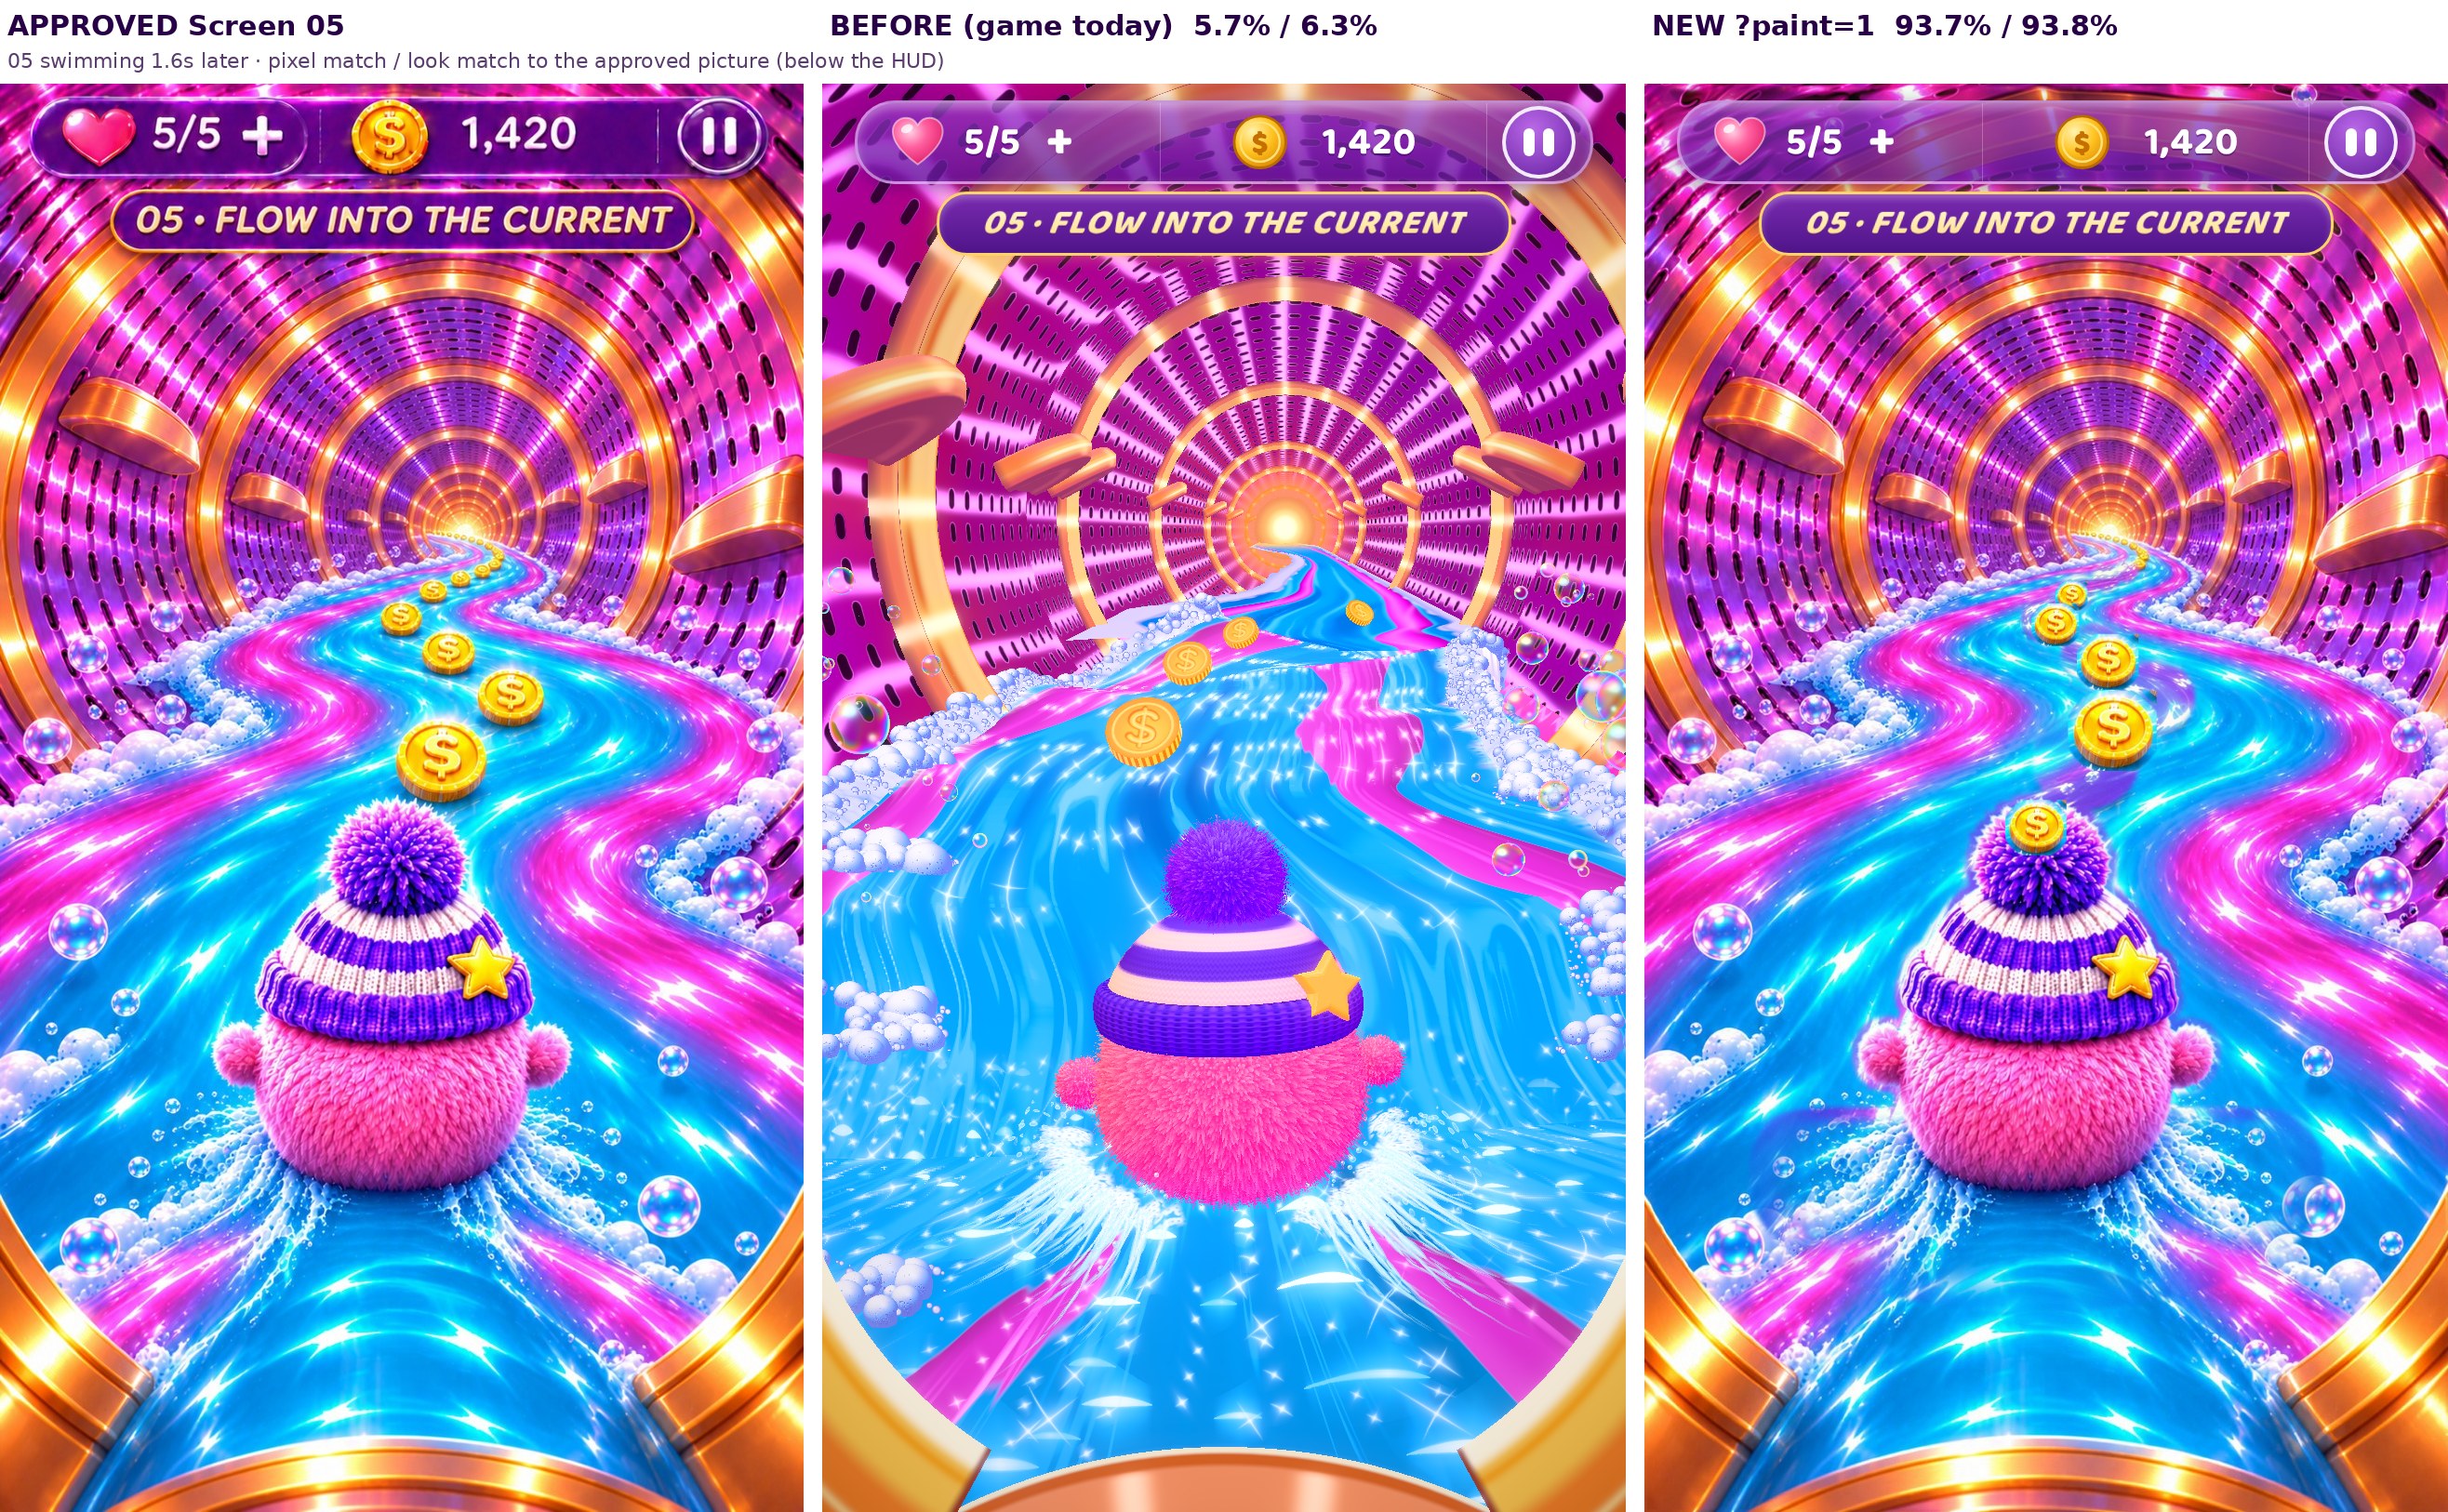 APPROVED Screen 05
05 swimming 1.6s later · pixel match / look match to the approved picture (below the HUD)
BEFORE (game today) 5.7% / 6.3%
NEW ?paint=1 93.7% / 93.8%
5/5 + $ 1,420
05 • FLOW INTO THE CURRENT
$
$
$
$
$
5/5 + $ 1,420
05 · FLOW INTO THE CURRENT
$
$
$
5/5 + $ 1,420
05 · FLOW INTO THE CURRENT
$
$
$
$
$